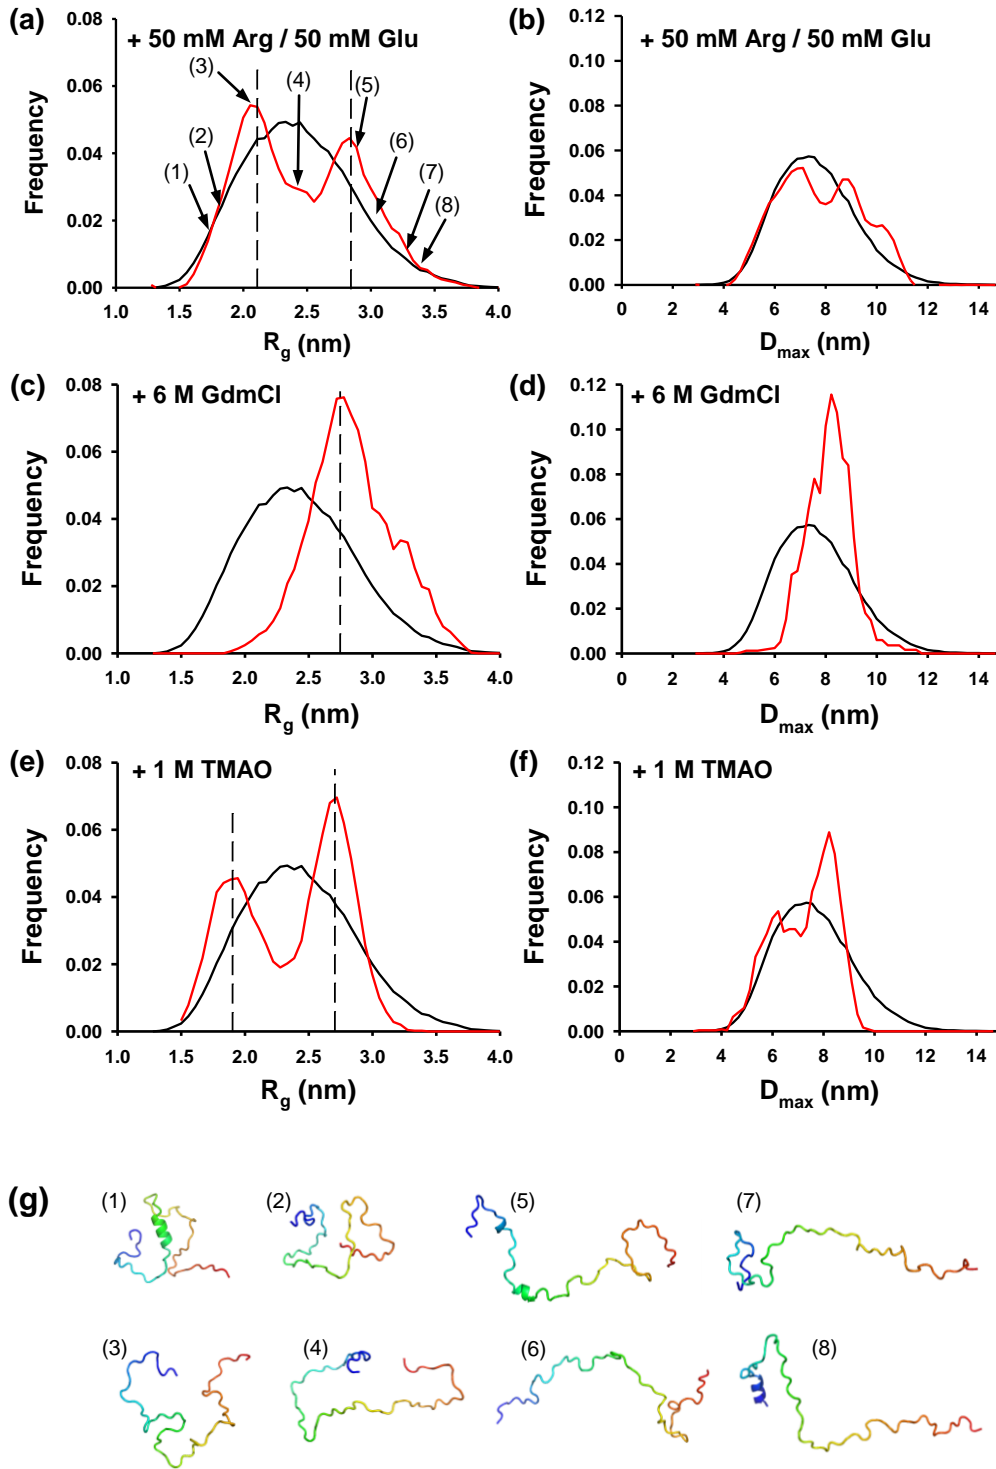 (a)
+ 50 mM Arg / 50 mM Glu
0.08
0.06
0.04
0.02
0.00
Frequency
(1)
(2)
(3)
(4)
(5)
(6)
(7)
(8)
1.0 1.5 2.0 2.5 3.0 3.5 4.0
Rg (nm)
(b)
+ 50 mM Arg / 50 mM Glu
0.12
0.10
0.08
0.06
0.04
0.02
0.00
Frequency
0 2 4 6 8 10 12 14
Dmax (nm)
(c)
+ 6 M GdmCl
0.08
0.06
0.04
0.02
0.00
Frequency
1.0 1.5 2.0 2.5 3.0 3.5 4.0
Rg (nm)
(d)
+ 6 M GdmCl
0.12
0.10
0.08
0.06
0.04
0.02
0.00
Frequency
0 2 4 6 8 10 12 14
Dmax (nm)
(e)
+ 1 M TMAO
0.08
0.06
0.04
0.02
0.00
Frequency
1.0 1.5 2.0 2.5 3.0 3.5 4.0
Rg (nm)
(f)
+ 1 M TMAO
0.12
0.10
0.08
0.06
0.04
0.02
0.00
Frequency
0 2 4 6 8 10 12 14
Dmax (nm)
(g)
(1) (2) (5) (7)
(3) (4) (6) (8)